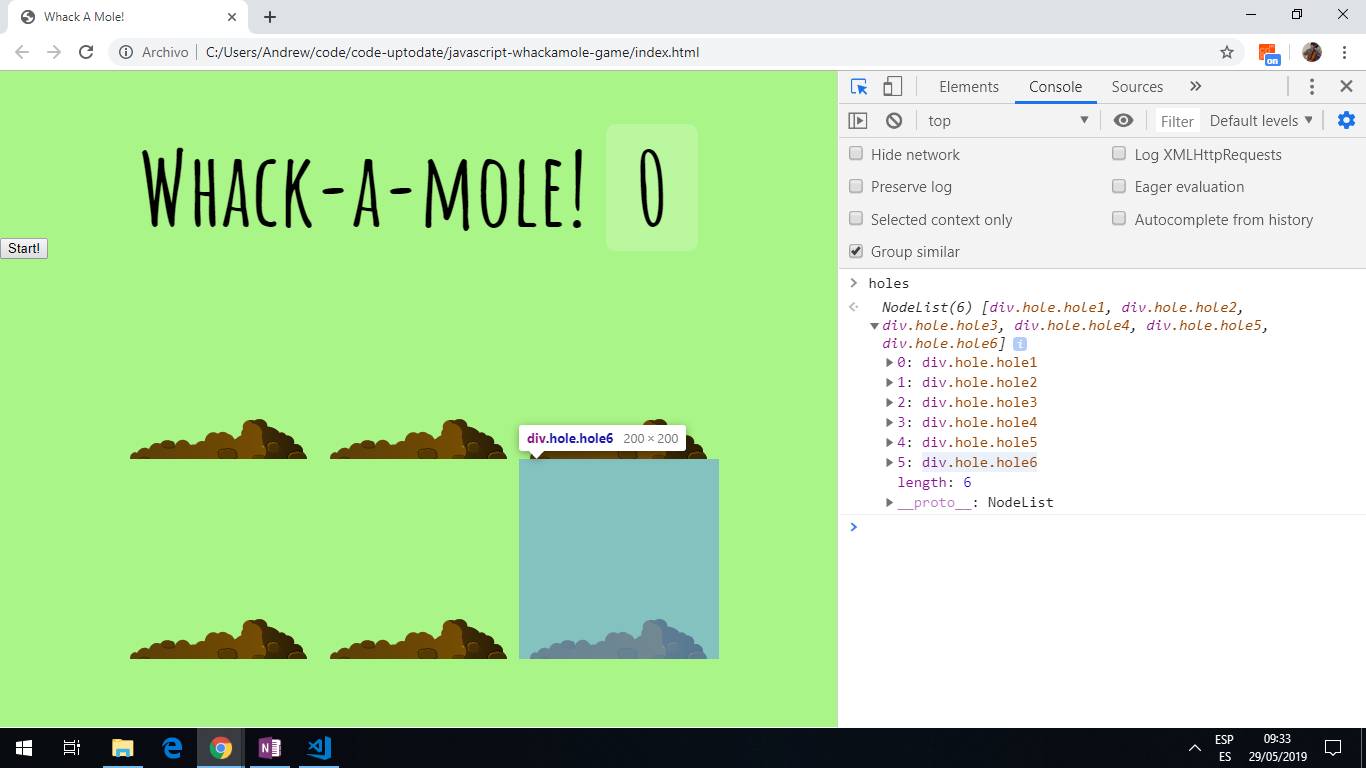 Whack A Mole!
Archivo C:/Users/Andrew/code/code-uptodate/javascript-whackamole-game/index.html
on
Elements Console Sources
top Filter Default levels
Hide network Log XMLHttpRequests
Preserve log Eager evaluation
Selected context only Autocomplete from history
Group similar
Whack-a-mole! 0
Start!
holes
NodeList(6) [div.hole.hole1, div.hole.hole2,
div.hole.hole3, div.hole.hole4, div.hole.hole5,
div.hole.hole6] i
0: div.hole.hole1
1: div.hole.hole2
2: div.hole.hole3
3: div.hole.hole4
4: div.hole.hole5
5: div.hole.hole6
length: 6
__proto__: NodeList
div.hole.hole6 200 × 200
ESP
ES
09:33
29/05/2019